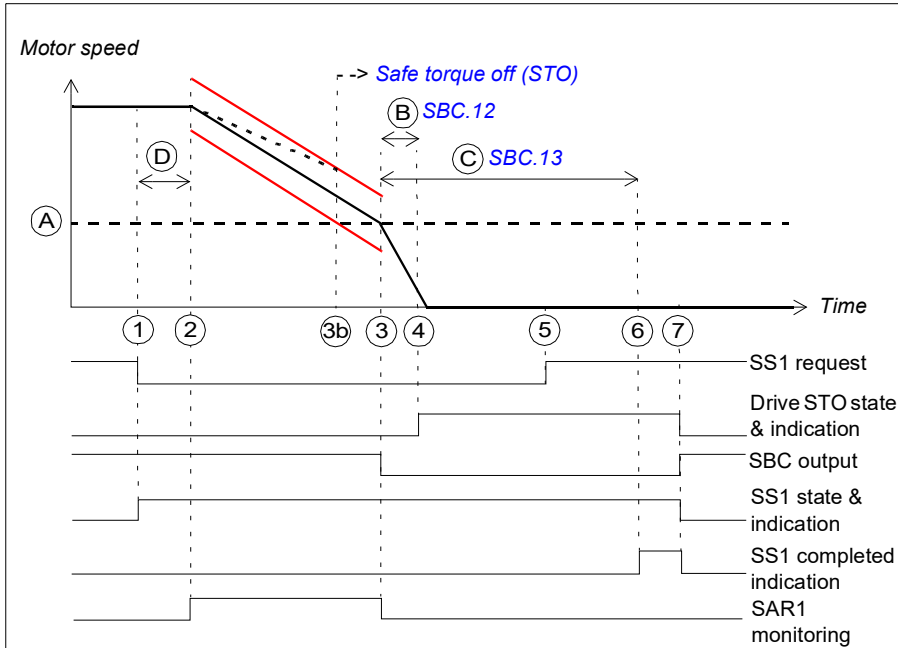 Motor speed
Safe torque off (STO)
B SBC.12
D
C SBC.13
A
Time
1 2 3b 3 4 5 6 7
SS1 request
Drive STO state
& indication
SBC output
SS1 state &
indication
SS1 completed
indication
SAR1
monitoring